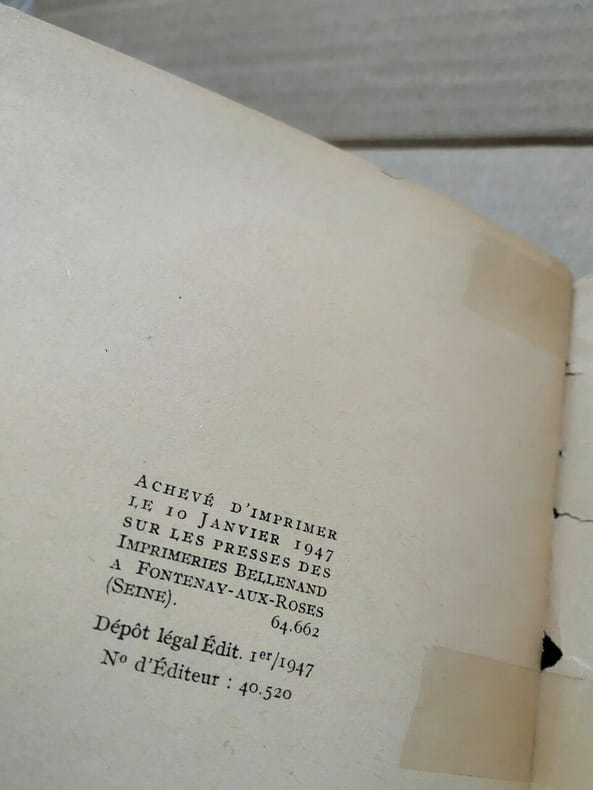 ACHEVÉ D'IMPRIMER
LE 10 JANVIER 1947
SUR LES PRESSES DES
IMPRIMERIES BELLENAND
A FONTENAY-AUX-ROSES
(SEINE).
64.662
Dépôt légal Édit. 1er/1947
No d'Éditeur : 40.520